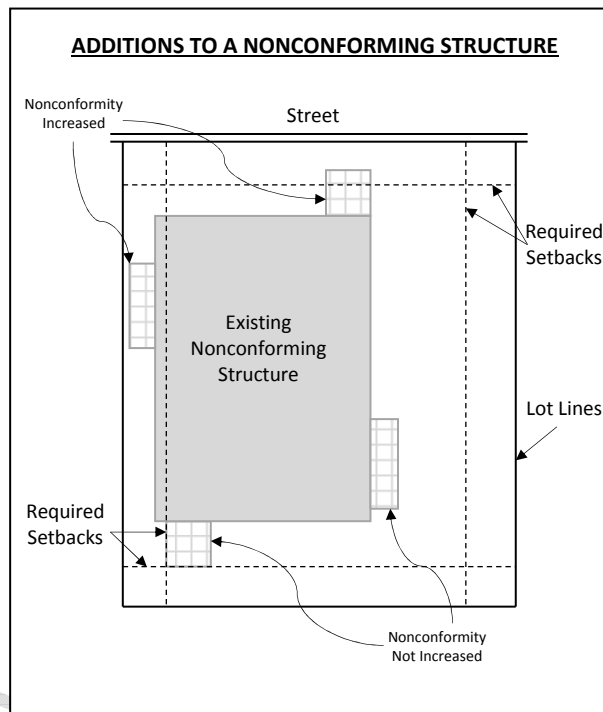 ADDITIONS TO A NONCONFORMING STRUCTURE
Nonconformity
Increased
Street
Required
Setbacks
Existing
Nonconforming
Structure
Lot Lines
Required
Setbacks
Nonconformity
Not Increased